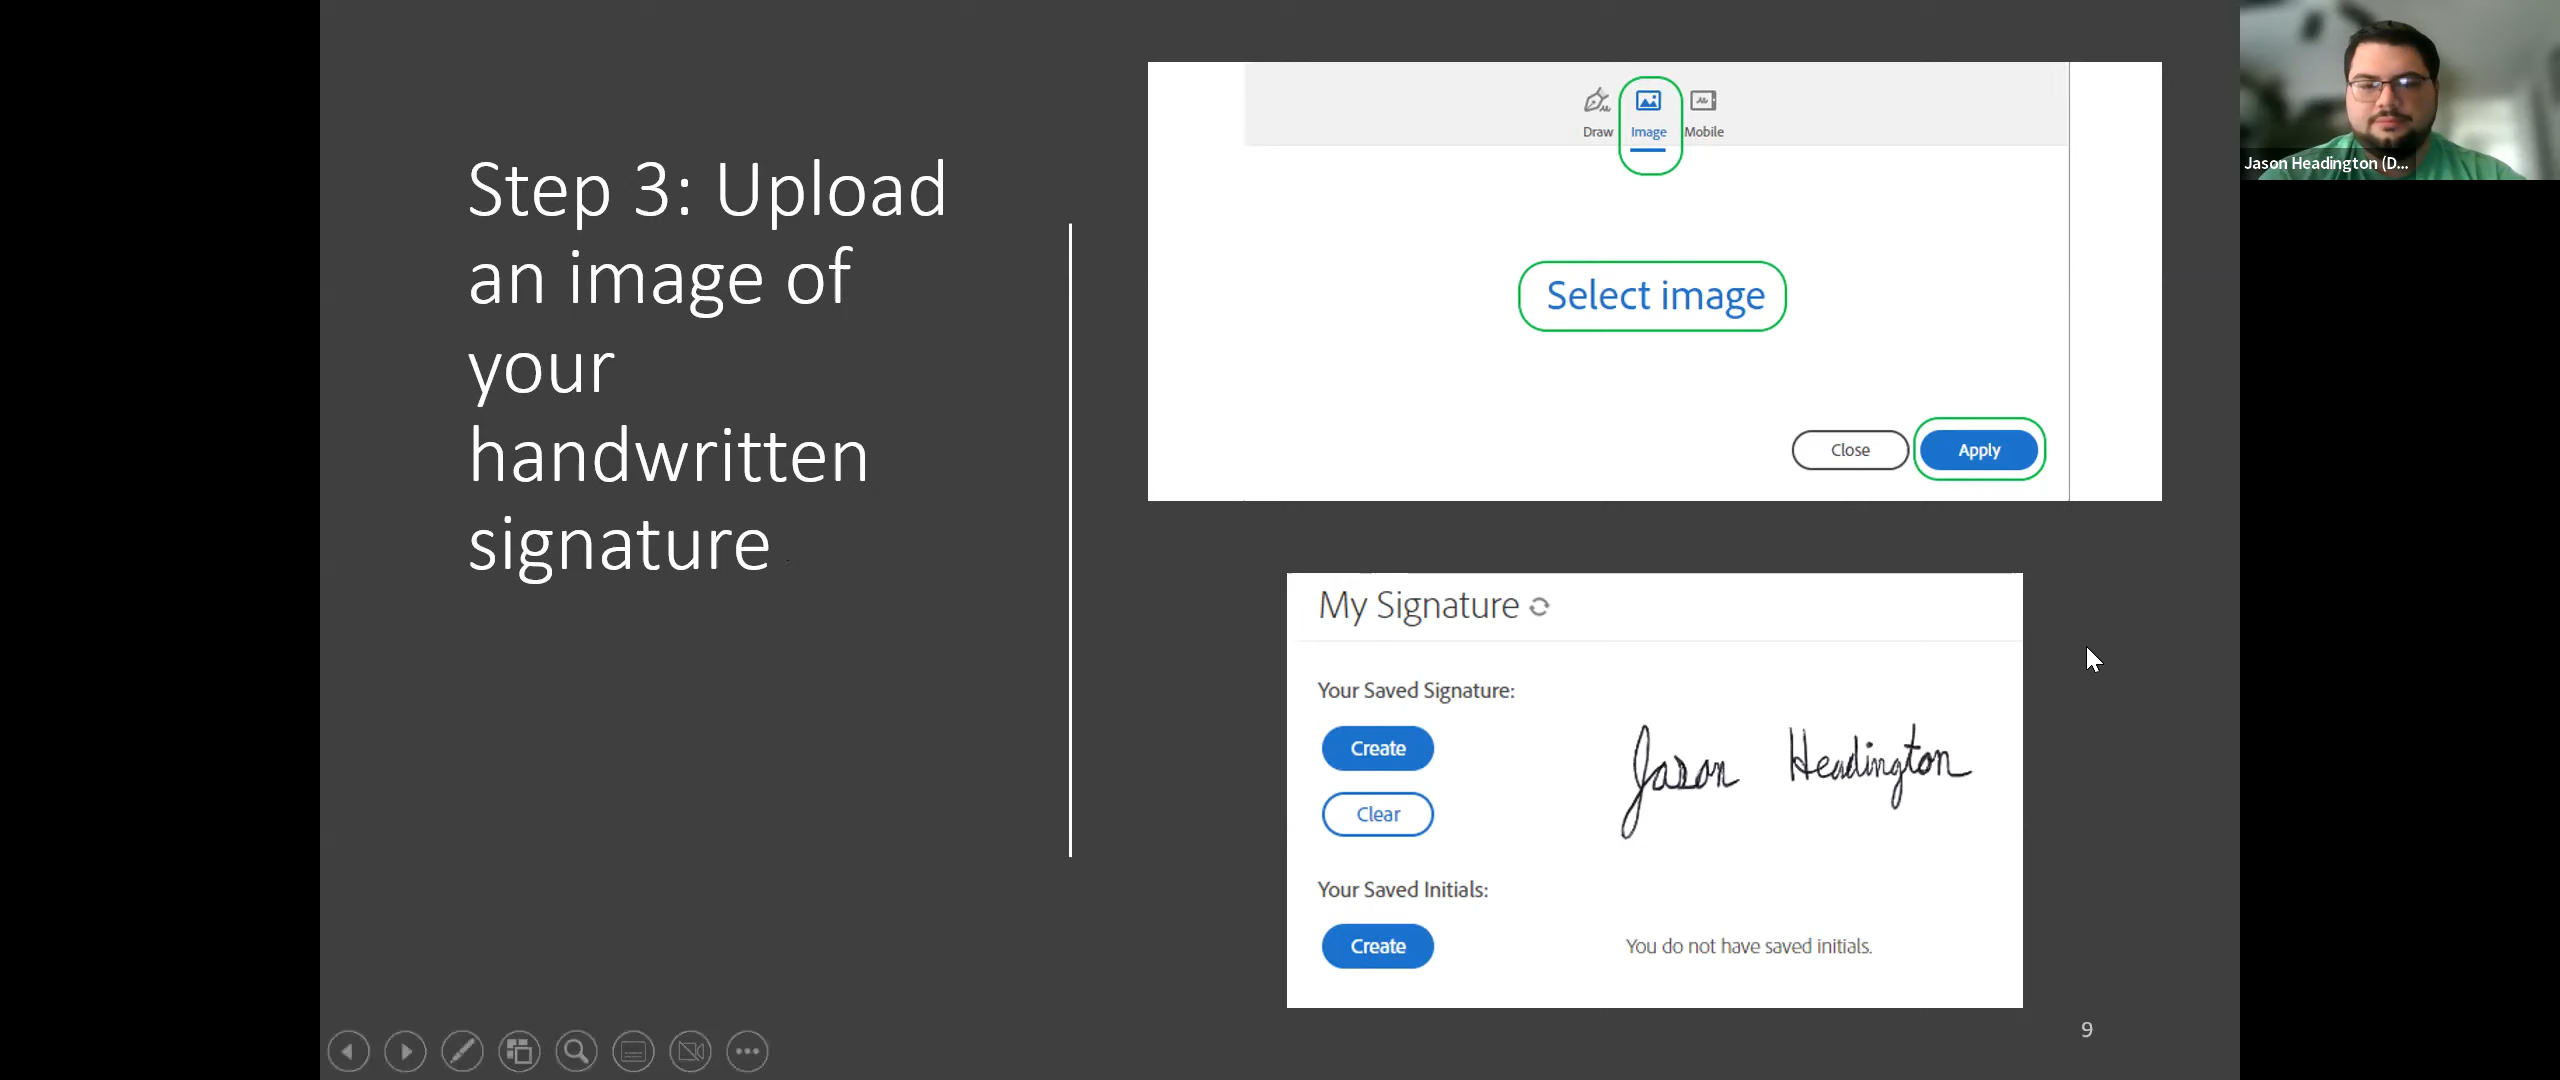 Step 3: Upload
an image of
your
handwritten
signature
Draw Image Mobile
Select image
Close Apply
My Signature
Your Saved Signature:
Create
Clear
Jason Headington
Your Saved Initials:
Create You do not have saved initials.
9
Jason Headington (D...